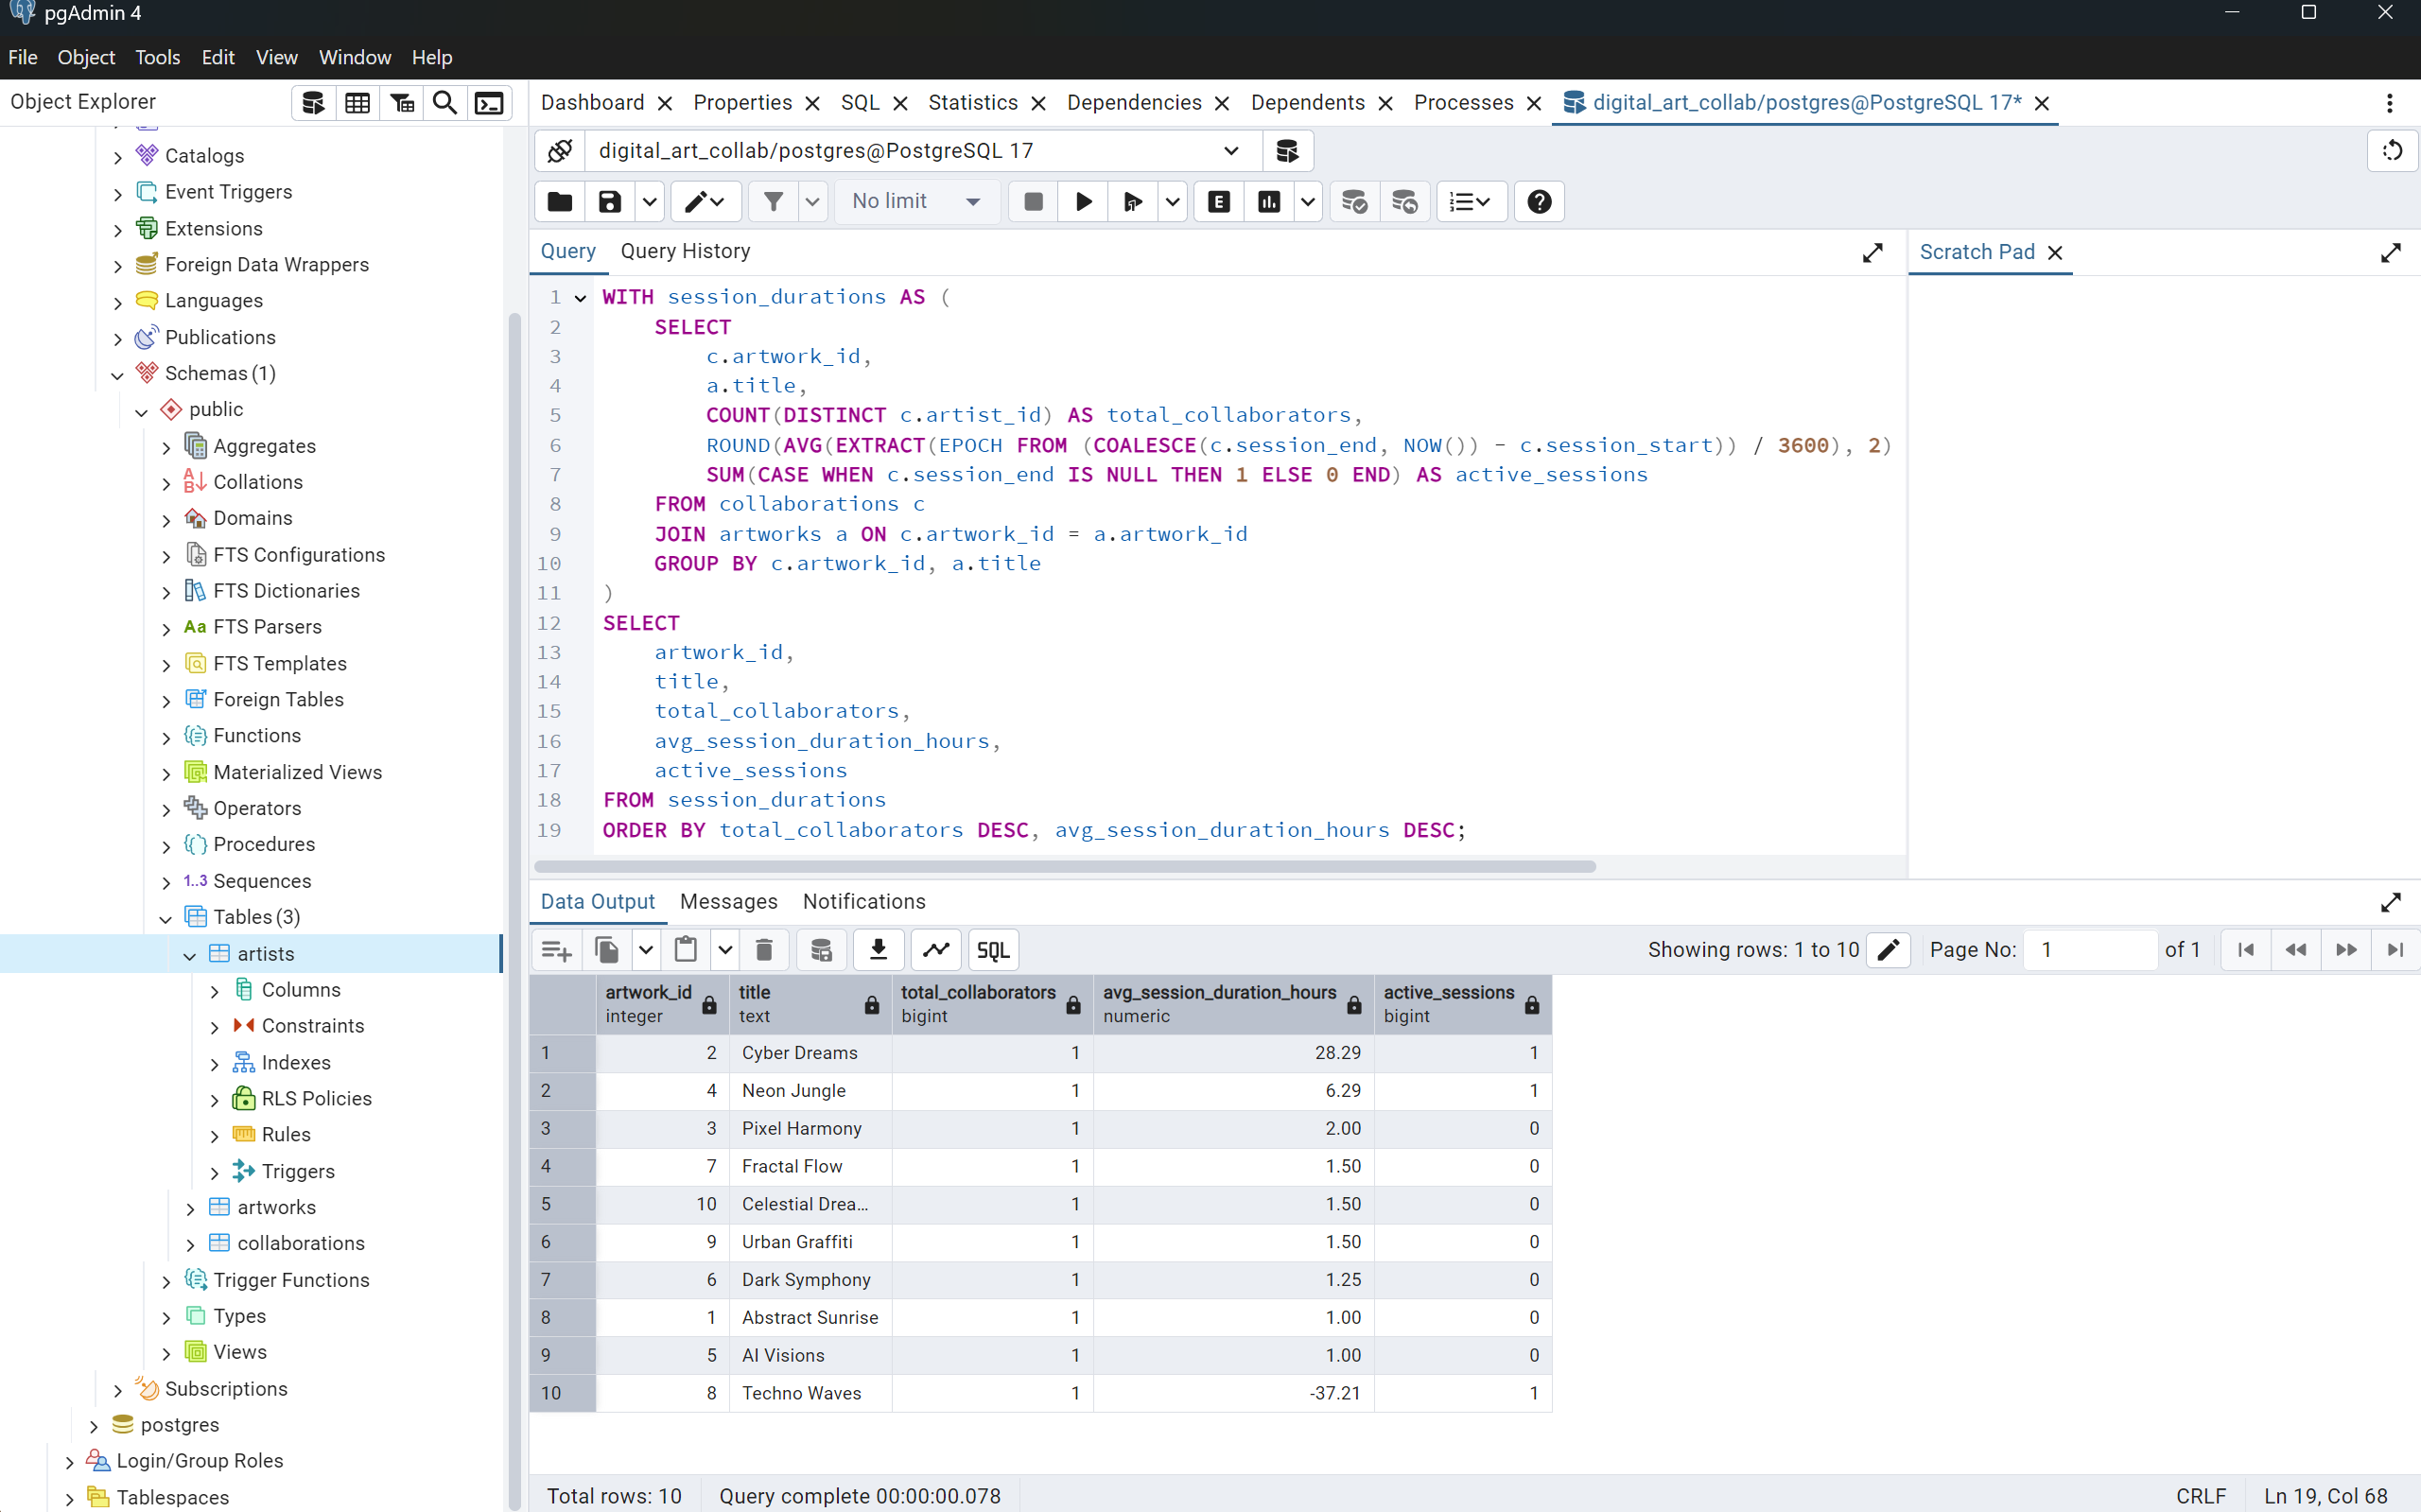 pgAdmin 4
File Object Tools Edit View Window Help
Object Explorer
Dashboard Properties SQL Statistics Dependencies Dependents Processes digital_art_collab/postgres@PostgreSQL 17*
Catalogs
Event Triggers
Extensions
Foreign Data Wrappers
Languages
Publications
Schemas (1)
public
Aggregates
Collations
Domains
FTS Configurations
FTS Dictionaries
Aa FTS Parsers
FTS Templates
Foreign Tables
Functions
Materialized Views
Operators
Procedures
1..3 Sequences
Tables (3)
artists
Columns
Constraints
Indexes
RLS Policies
Rules
Triggers
artworks
collaborations
Trigger Functions
Types
Views
Subscriptions
postgres
Login/Group Roles
Tablespaces
digital_art_collab/postgres@PostgreSQL 17
No limit
E
Query Query History
Scratch Pad
1 WITH session_durations AS (
2 SELECT
3 c.artwork_id,
4 a.title,
5 COUNT(DISTINCT c.artist_id) AS total_collaborators,
6 ROUND(AVG(EXTRACT(EPOCH FROM (COALESCE(c.session_end, NOW()) - c.session_start)) / 3600), 2)
7 SUM(CASE WHEN c.session_end IS NULL THEN 1 ELSE 0 END) AS active_sessions
8 FROM collaborations c
9 JOIN artworks a ON c.artwork_id = a.artwork_id
10 GROUP BY c.artwork_id, a.title
11 )
12 SELECT
13 artwork_id,
14 title,
15 total_collaborators,
16 avg_session_duration_hours,
17 active_sessions
18 FROM session_durations
19 ORDER BY total_collaborators DESC, avg_session_duration_hours DESC;
Data Output Messages Notifications
SQL
Showing rows: 1 to 10 Page No: 1 of 1
artwork_id title total_collaborators avg_session_duration_hours active_sessions
integer text bigint numeric bigint
1 2 Cyber Dreams 1 28.29 1
2 4 Neon Jungle 1 6.29 1
3 3 Pixel Harmony 1 2.00 0
4 7 Fractal Flow 1 1.50 0
5 10 Celestial Drea... 1 1.50 0
6 9 Urban Graffiti 1 1.50 0
7 6 Dark Symphony 1 1.25 0
8 1 Abstract Sunrise 1 1.00 0
9 5 AI Visions 1 1.00 0
10 8 Techno Waves 1 -37.21 1
Total rows: 10 Query complete 00:00:00.078 CRLF Ln 19, Col 68